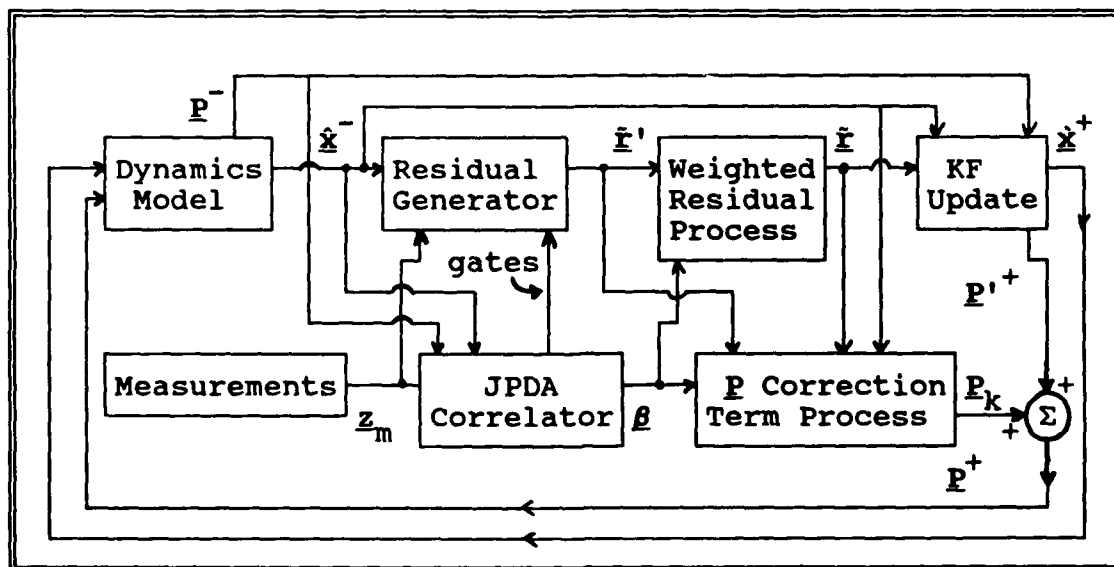 P⁻
x̂⁻
r̃'
r̃
x̂⁺
Dynamics
Model
Residual
Generator
Weighted
Residual
Process
KF
Update
gates
P'⁺
Measurements
z_m
JPDA
Correlator
β
P Correction
Term Process
P_k
+
+
Σ
P⁺